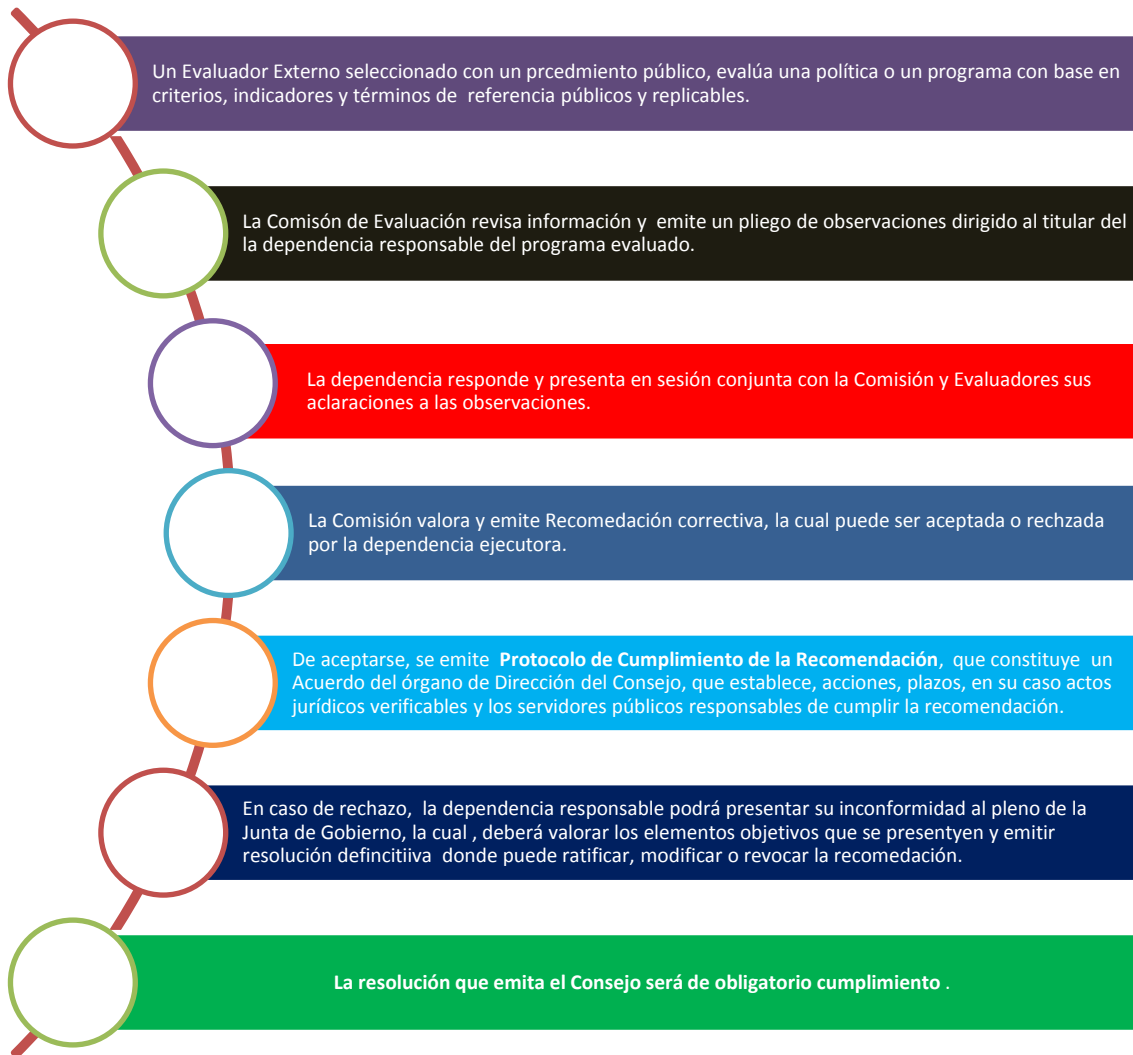 Un Evaluador Externo seleccionado con un prcedmiento público, evalúa una política o un programa con base en
criterios, indicadores y términos de referencia públicos y replicables.
La Comisón de Evaluación revisa información y emite un pliego de observaciones dirigido al titular del
la dependencia responsable del programa evaluado.
La dependencia responde y presenta en sesión conjunta con la Comisión y Evaluadores sus
aclaraciones a las observaciones.
La Comisión valora y emite Recomedación correctiva, la cual puede ser aceptada o rechzada
por la dependencia ejecutora.
De aceptarse, se emite Protocolo de Cumplimiento de la Recomendación, que constituye un
Acuerdo del órgano de Dirección del Consejo, que establece, acciones, plazos, en su caso actos
jurídicos verificables y los servidores públicos responsables de cumplir la recomendación.
En caso de rechazo, la dependencia responsable podrá presentar su inconformidad al pleno de la
Junta de Gobierno, la cual , deberá valorar los elementos objetivos que se presentyen y emitir
resolución defincitiiva donde puede ratificar, modificar o revocar la recomedación.
La resolución que emita el Consejo será de obligatorio cumplimiento .